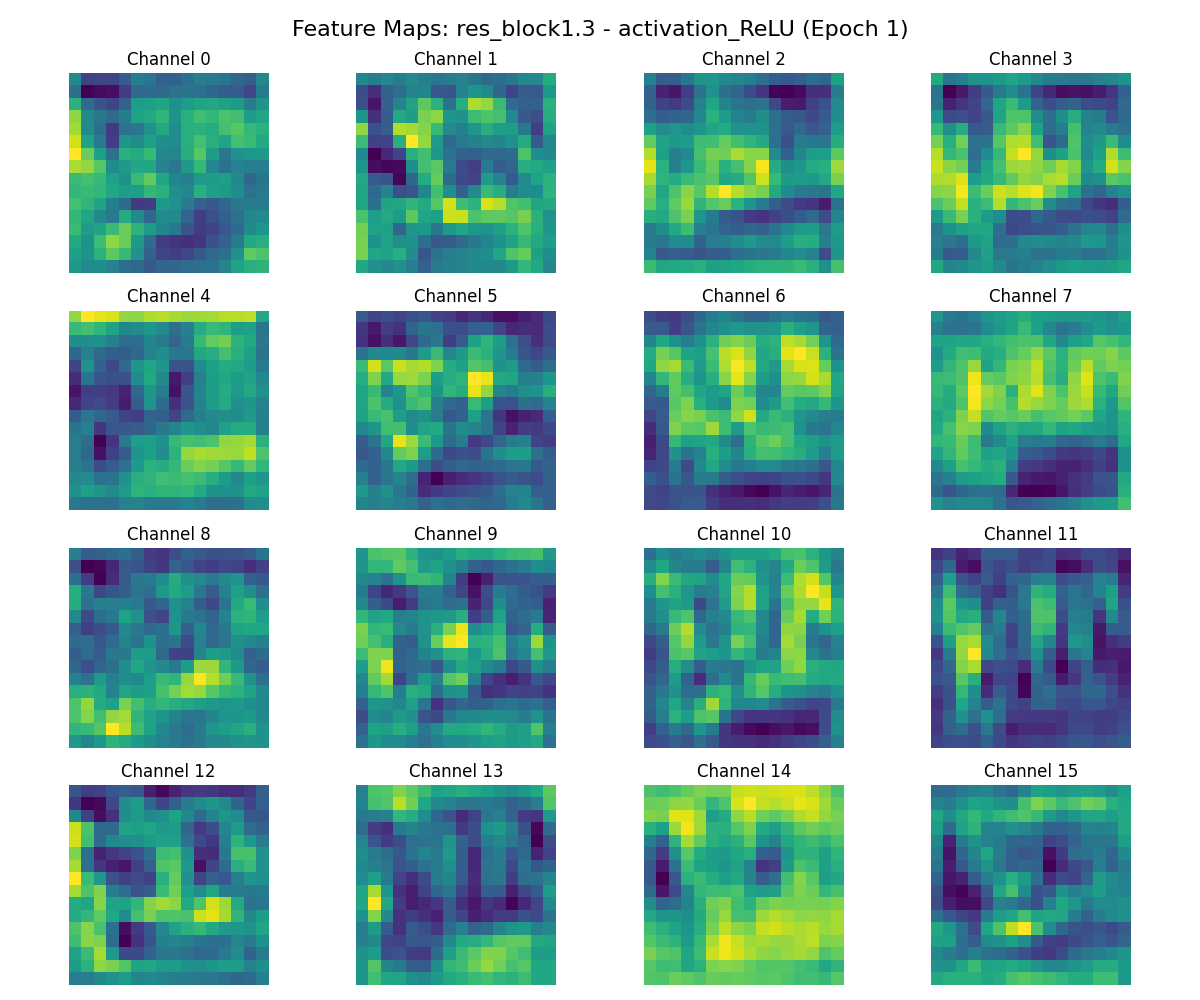 Feature Maps: res_block1.3 - activation_ReLU (Epoch 1)
Channel 0
Channel 1
Channel 2
Channel 3
Channel 4
Channel 5
Channel 6
Channel 7
Channel 8
Channel 9
Channel 10
Channel 11
Channel 12
Channel 13
Channel 14
Channel 15